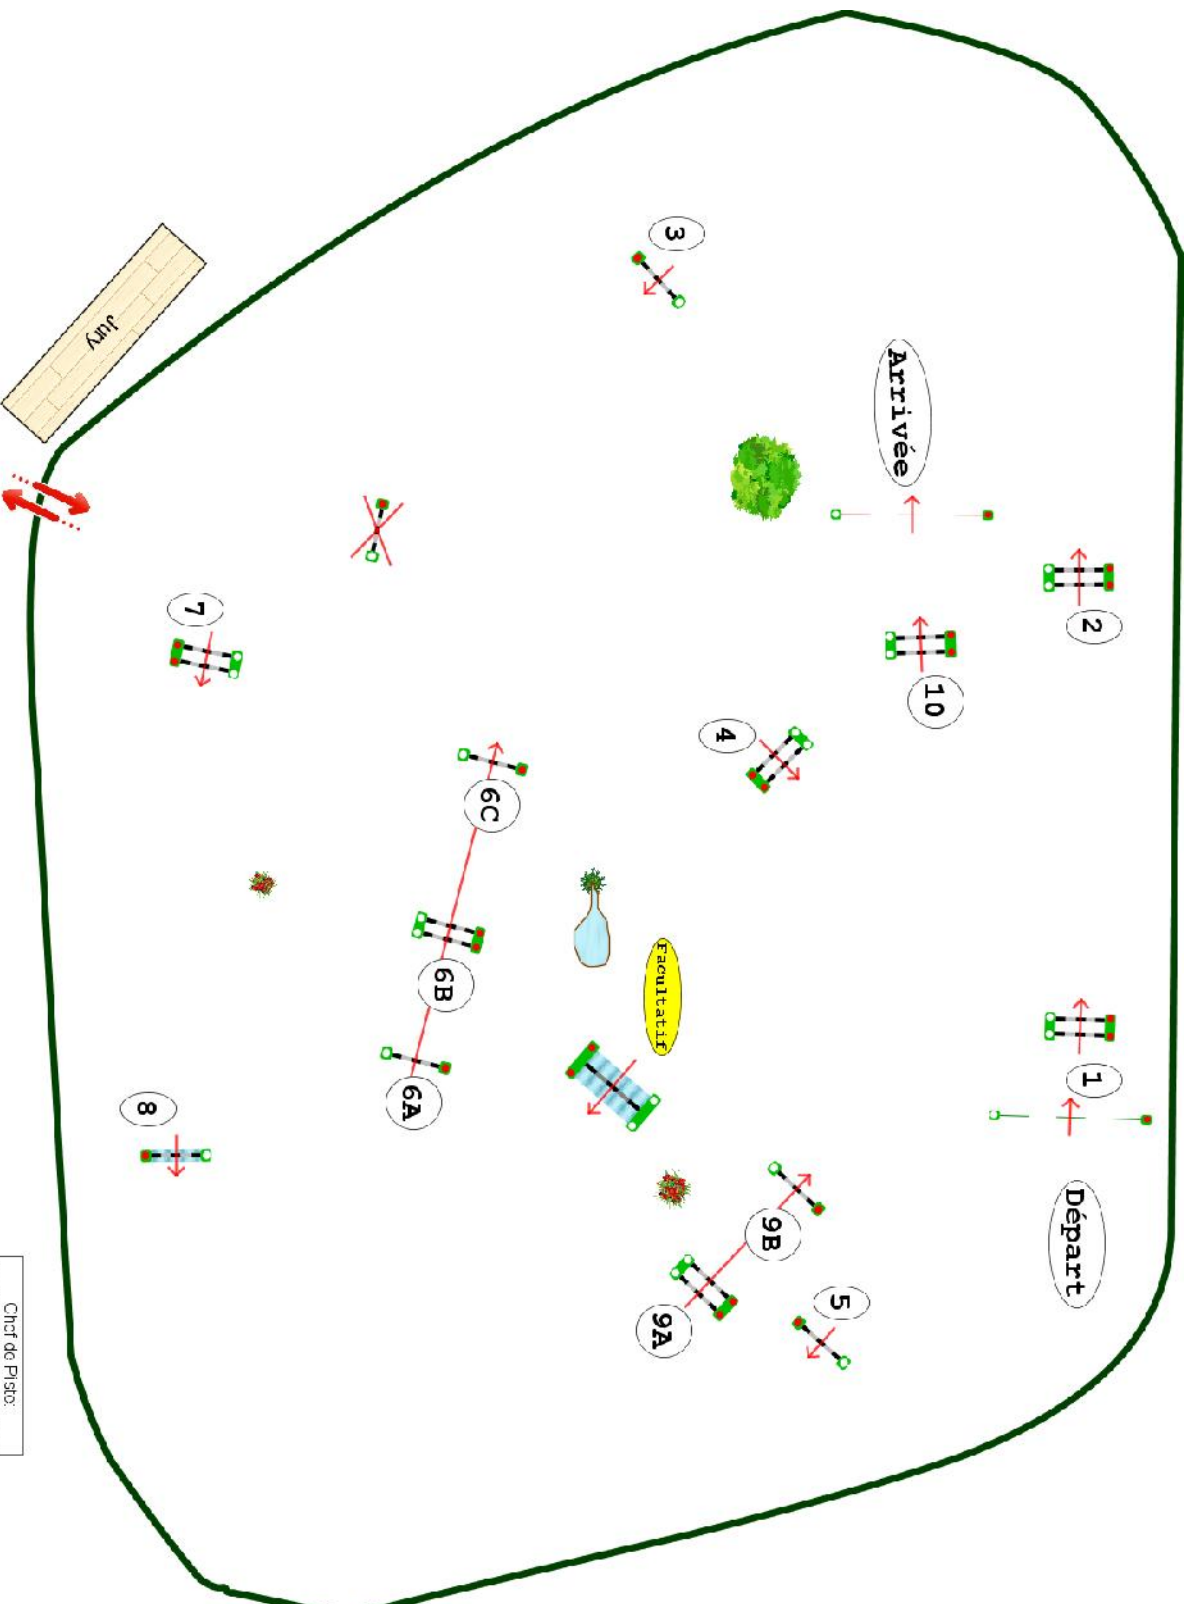 2
1
Départ
10
Arrivée
5
9B
4
3
Facultatif
9A
6C
6B
6A
7
8
Jury
Chef de Piste: